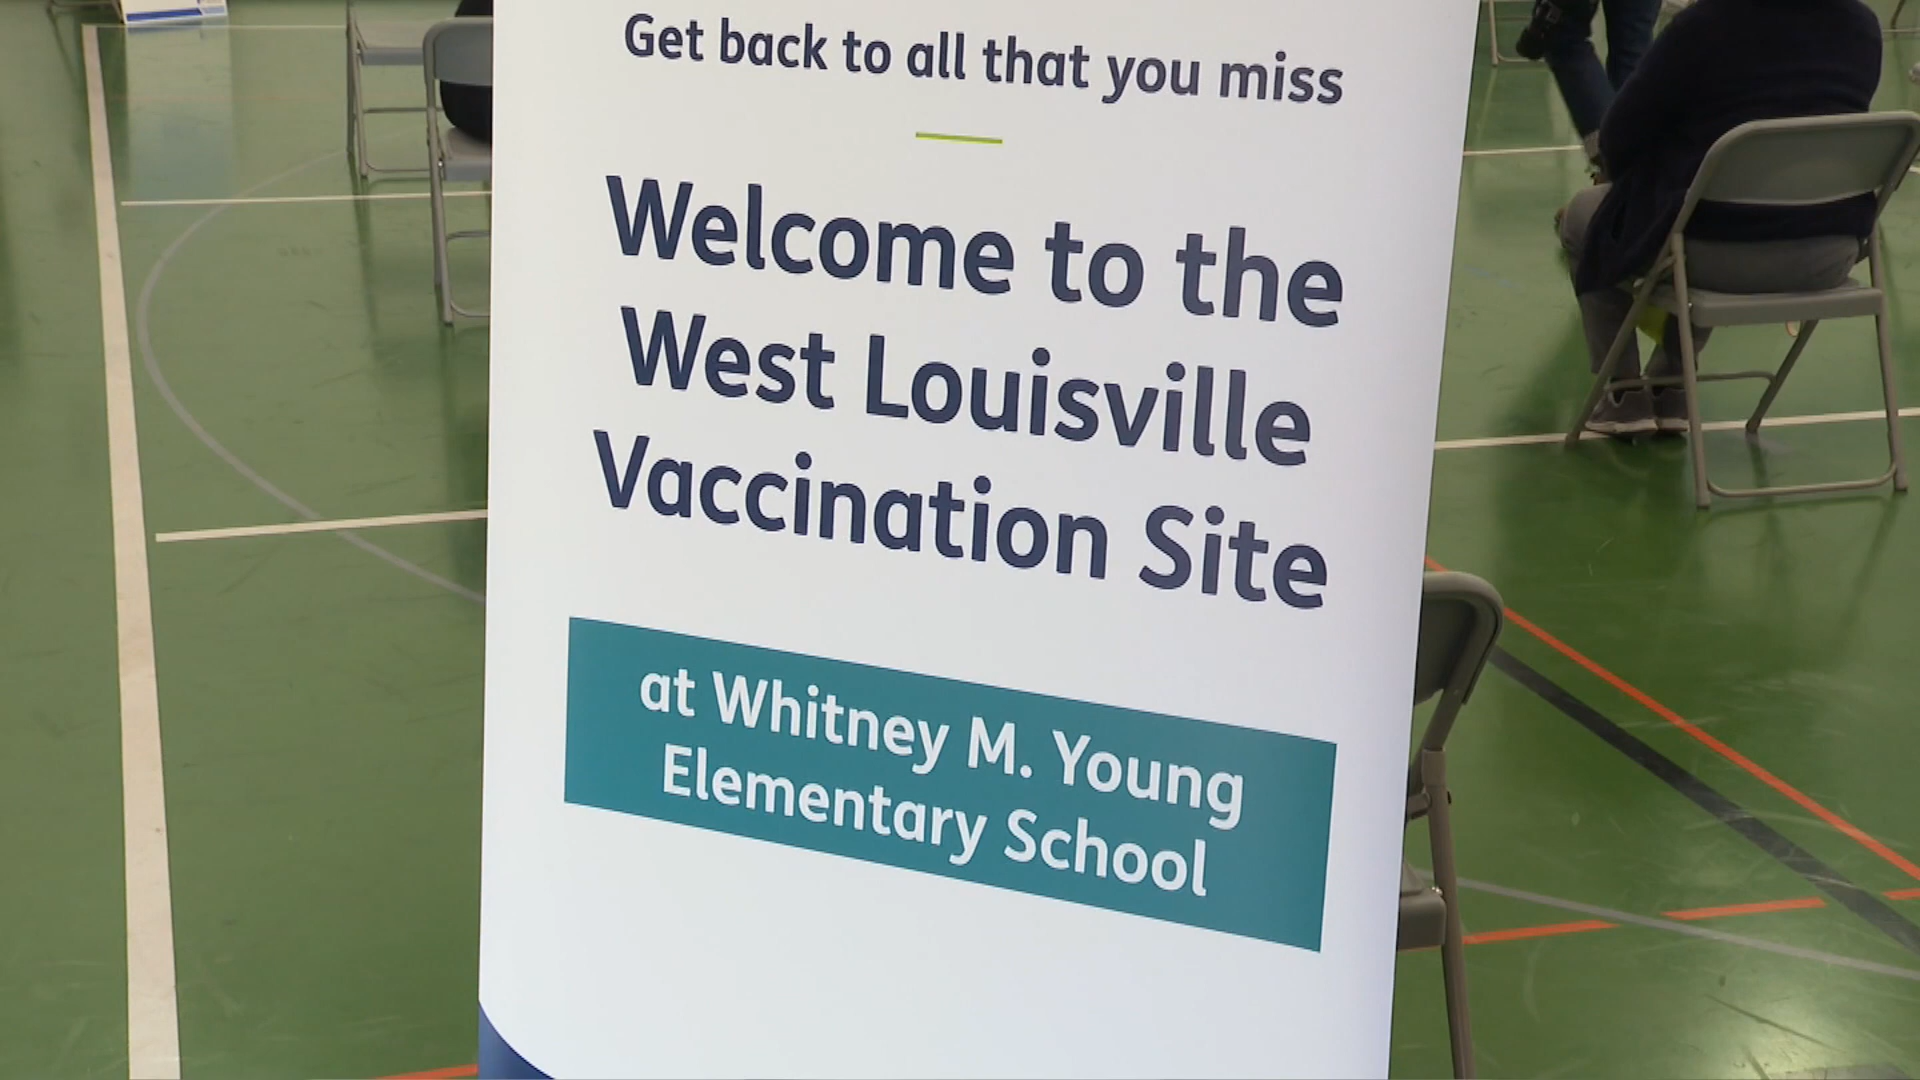 Get back to all that you miss
Welcome to the
West Louisville
Vaccination Site
at Whitney M. Young
Elementary School